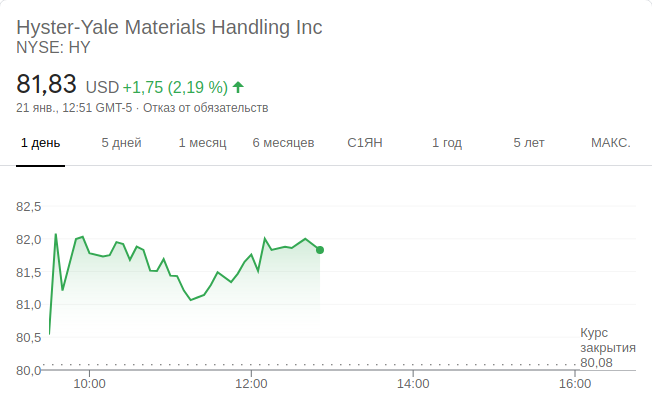 Hyster-Yale Materials Handling Inc
NYSE: HY
81,83 USD +1,75 (2,19 %)
21 янв., 12:51 GMT-5 · Отказ от обязательств
1 день 5 дней 1 месяц 6 месяцев С1ЯН 1 год 5 лет МАКС.
82,5
82,0
81,5
81,0
80,5
80,0
Курс
закрытия
80,08
10:00 12:00 14:00 16:00